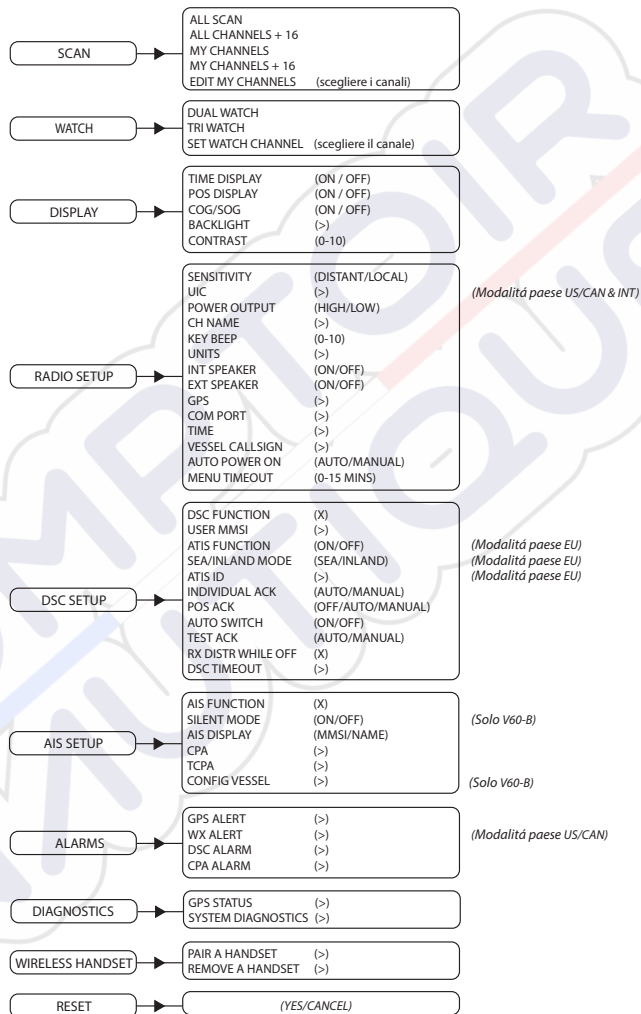 SCAN
ALL SCAN
ALL CHANNELS + 16
MY CHANNELS
MY CHANNELS + 16
EDIT MY CHANNELS (scegliere i canali)
WATCH
DUAL WATCH
TRI WATCH
SET WATCH CHANNEL (scegliere il canale)
DISPLAY
TIME DISPLAY (ON / OFF)
POS DISPLAY (ON / OFF)
COG/SOG (ON / OFF)
BACKLIGHT (>)
CONTRAST (0-10)
RADIO SETUP
SENSITIVITY (DISTANT/LOCAL)
UIC (>) (Modalitá paese US/CAN & INT)
POWER OUTPUT (HIGH/LOW)
CH NAME (>)
KEY BEEP (0-10)
UNITS (>)
INT SPEAKER (ON/OFF)
EXT SPEAKER (ON/OFF)
GPS (>)
COM PORT (>)
TIME (>)
VESSEL CALLSIGN (>)
AUTO POWER ON (AUTO/MANUAL)
MENU TIMEOUT (0-15 MINS)
DSC SETUP
DSC FUNCTION (X)
USER MMSI (>)
ATIS FUNCTION (ON/OFF) (Modalitá paese EU)
SEA/INLAND MODE (SEA/INLAND) (Modalitá paese EU)
ATIS ID (>) (Modalitá paese EU)
INDIVIDUAL ACK (AUTO/MANUAL)
POS ACK (OFF/AUTO/MANUAL)
AUTO SWITCH (ON/OFF)
TEST ACK (AUTO/MANUAL)
RX DISTR WHILE OFF (X)
DSC TIMEOUT (>)
AIS SETUP
AIS FUNCTION (X)
SILENT MODE (ON/OFF) (Solo V60-B)
AIS DISPLAY (MMSI/NAME)
CPA (>)
TCPA (>)
CONFIG VESSEL (>) (Solo V60-B)
ALARMS
GPS ALERT (>)
WX ALERT (>) (Modalitá paese US/CAN)
DSC ALARM (>)
CPA ALARM (>)
DIAGNOSTICS
GPS STATUS (>)
SYSTEM DIAGNOSTICS (>)
WIRELESS HANDSET
PAIR A HANDSET (>)
REMOVE A HANDSET (>)
RESET
(YES/CANCEL)